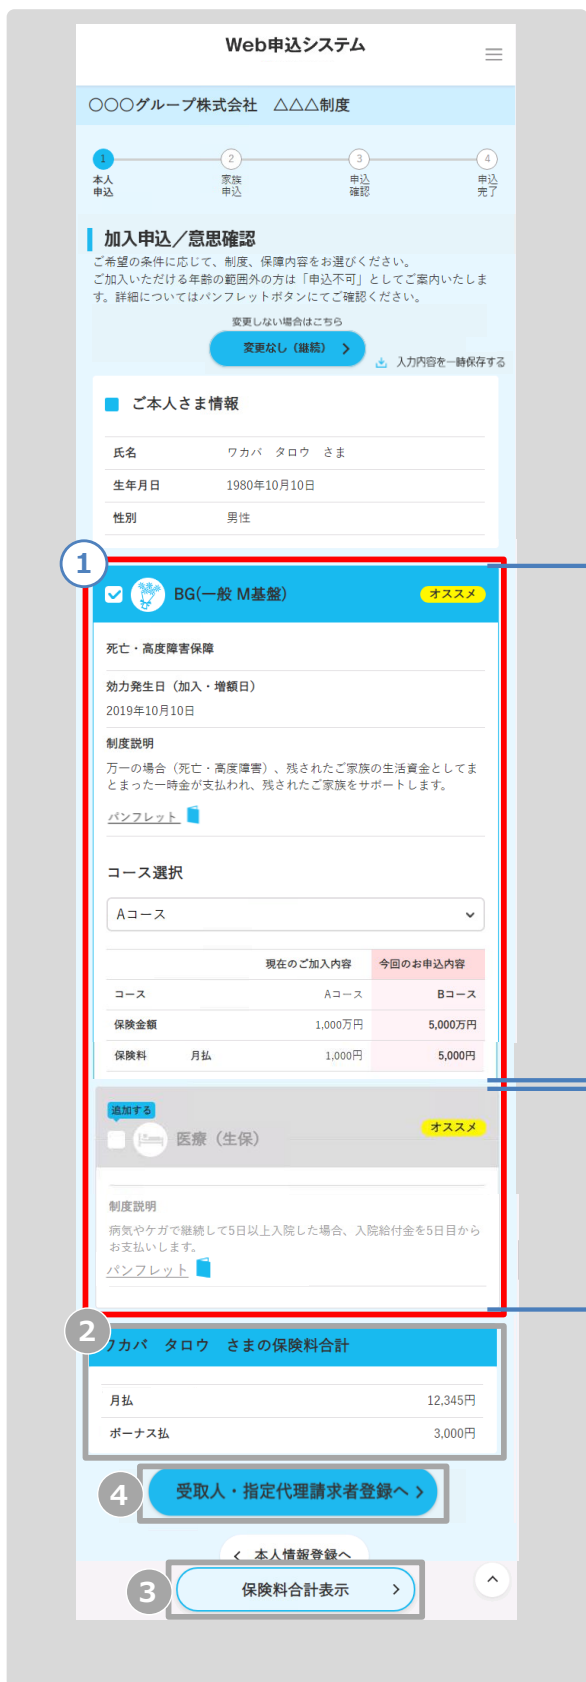 Web申込システム
〇〇〇グループ株式会社　△△△制度
1
2
3
4
本人
申込
家族
申込
申込
確認
申込
完了
加入申込／意思確認
ご希望の条件に応じて、制度、保障内容をお選びください。
ご加入いただける年齢の範囲外の方は「申込不可」としてご案内いたしま
す。詳細についてはパンフレットボタンにてご確認ください。
変更しない場合はこちら
変更なし（継続）
入力内容を一時保存する
ご本人さま情報
氏名　ワカバ　タロウ　さま
生年月日　1980年10月10日
性別　男性
1
BG(一般 M基盤)　オススメ
死亡・高度障害保障
効力発生日（加入・増額日）
2019年10月10日
制度説明
万一の場合（死亡・高度障害）、残されたご家族の生活資金としてま
とまった一時金が支払われ、残されたご家族をサポートします。
パンフレット
コース選択
Aコース
現在のご加入内容　今回のお申込内容
コース　Aコース　Bコース
保険金額　1,000万円　5,000万円
保険料　月払　1,000円　5,000円
追加する
医療（生保）　オススメ
制度説明
病気やケガで継続して5日以上入院した場合、入院給付金を5日目から
お支払いします。
パンフレット
2
ワカバ　タロウ　さまの保険料合計
月払　12,345円
ボーナス払　3,000円
4
受取人・指定代理請求者登録へ
本人情報登録へ
3
保険料合計表示